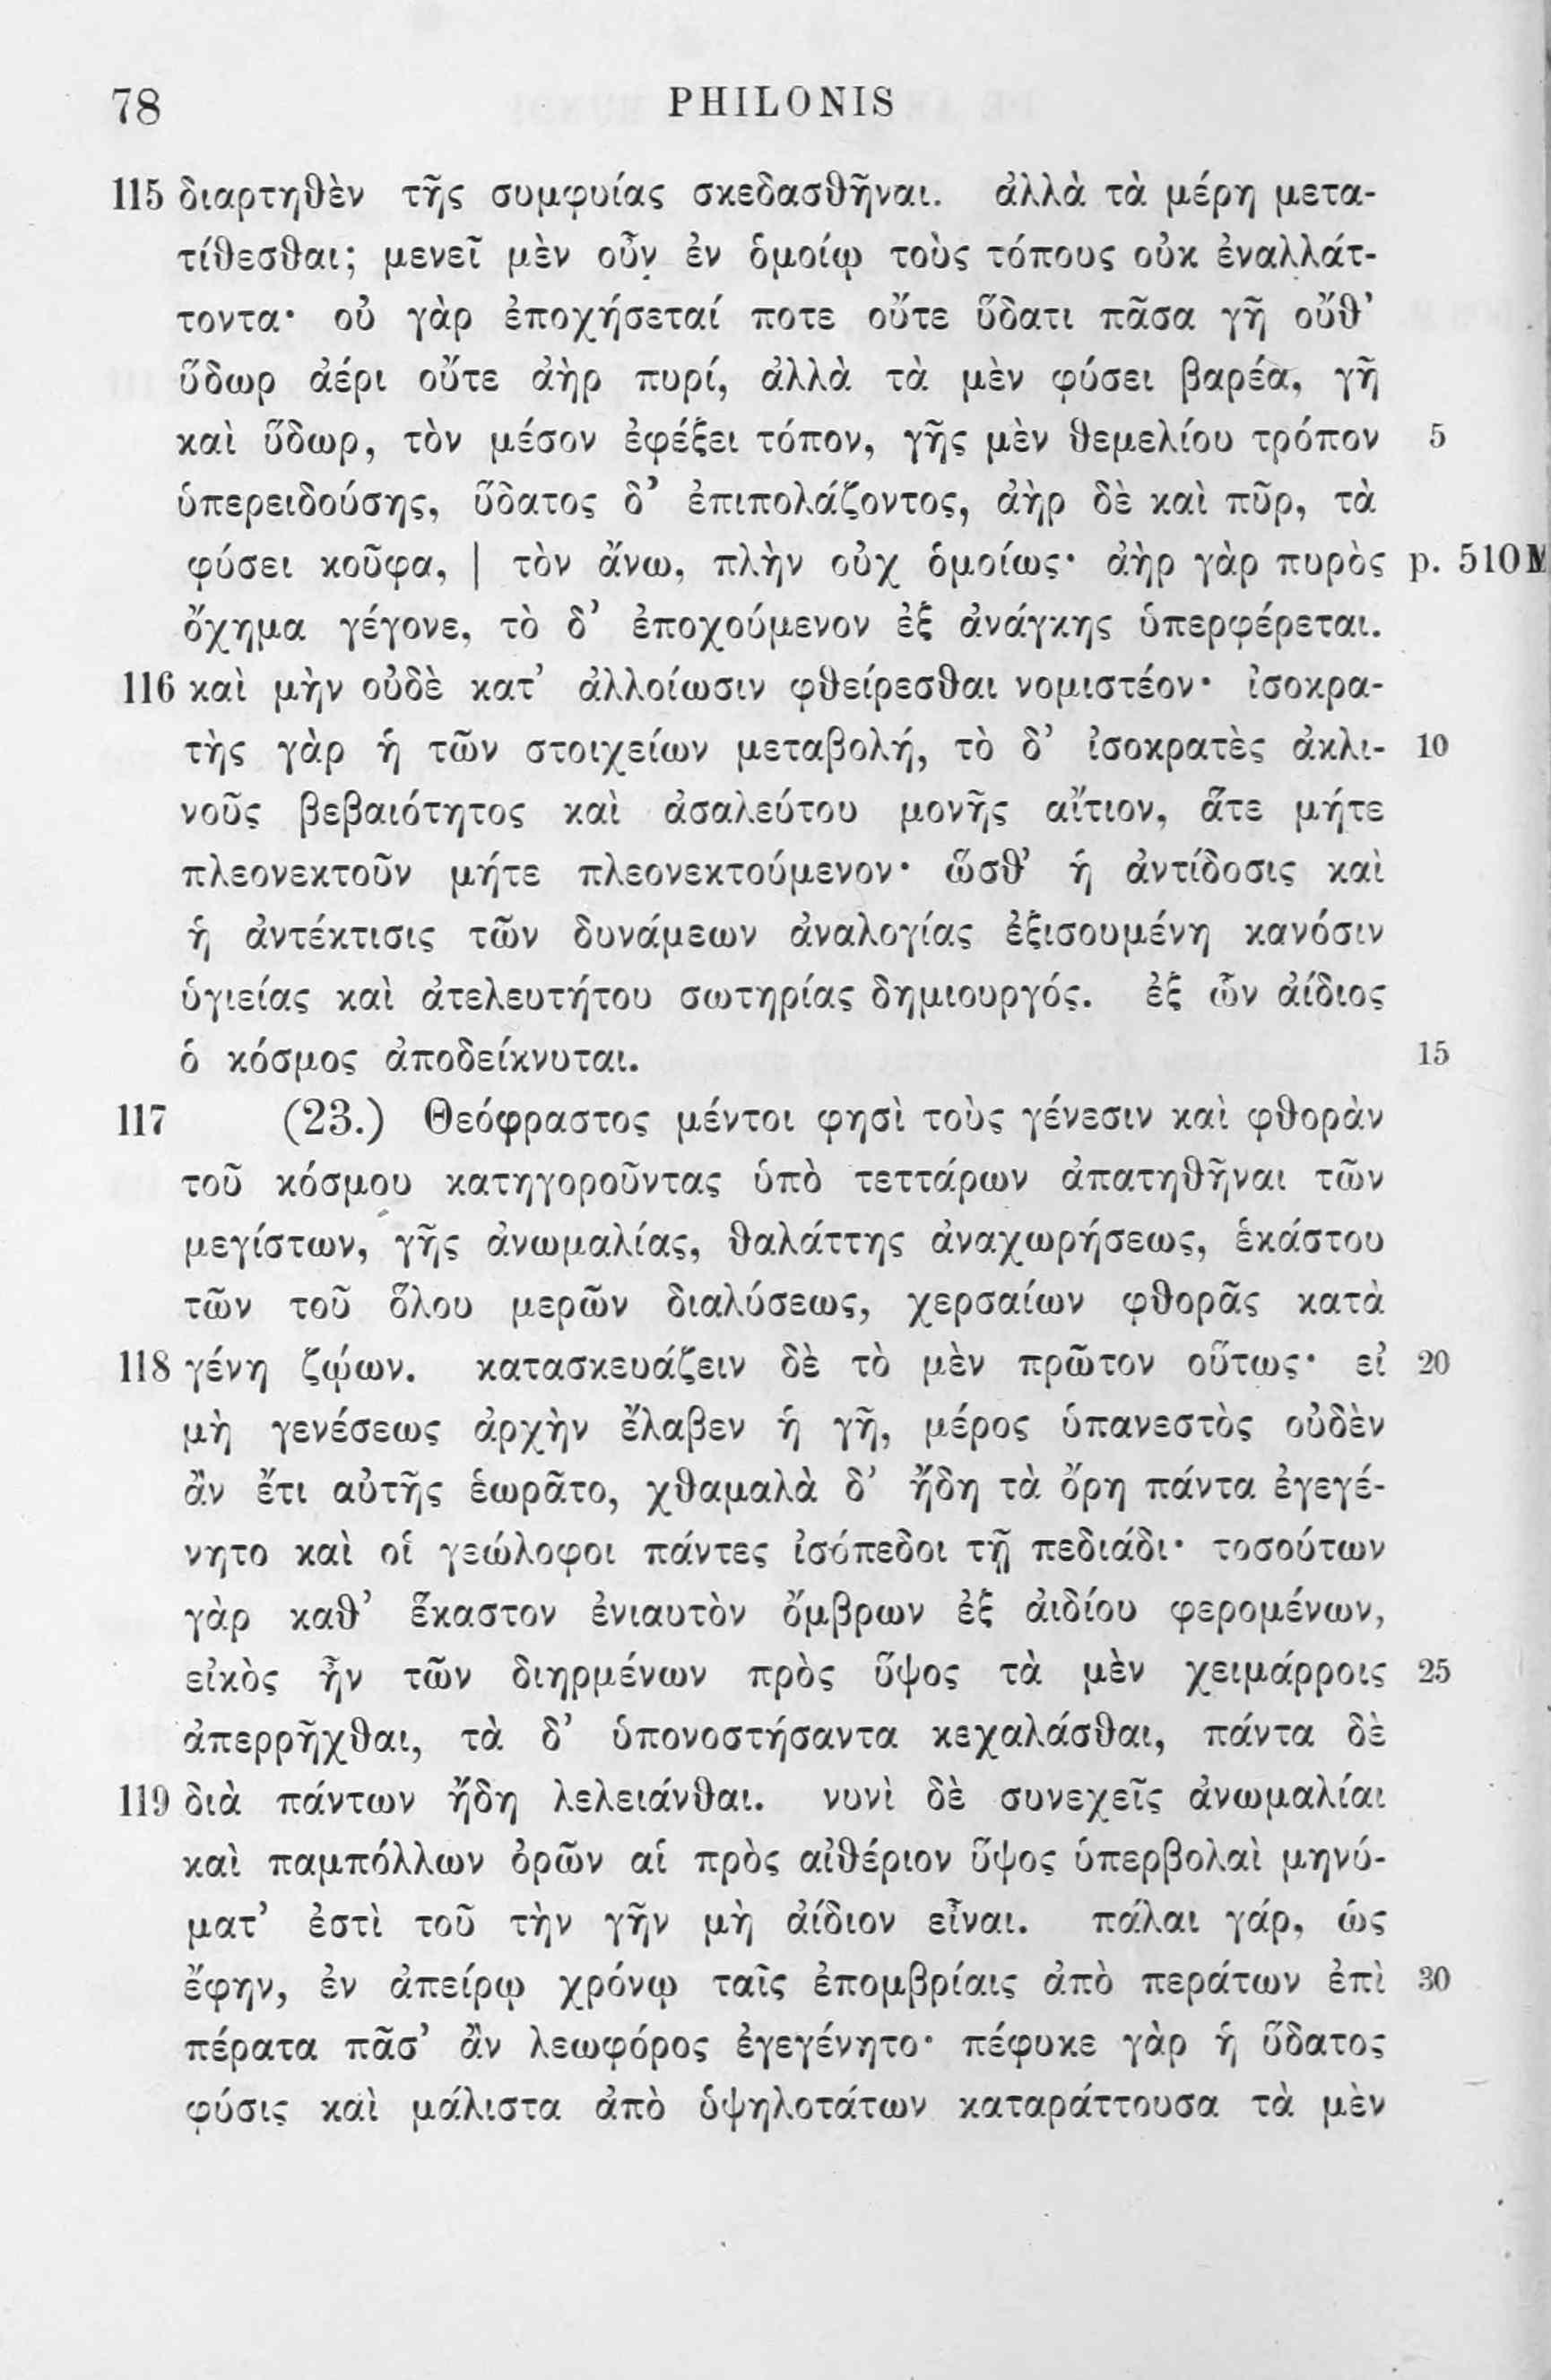 78 PHILONIS
115 διαρτηθὲν τῆς συμφυίας σκεδασθῆναι. ἀλλὰ τὰ μέρη μετα-
τίθεσθαι; μενεῖ μὲν οὖν ἐν ὁμοίῳ τοὺς τόπους οὐκ ἐναλλάτ-
τοντα· οὐ γὰρ ἐποχήσεταί ποτε οὔτε ὕδατι πᾶσα γῆ οὔθ’
ὕδωρ ἀέρι οὔτε ἀὴρ πυρί, ἀλλὰ τὰ μὲν φύσει βαρέα, γῆ
καὶ ὕδωρ, τὸν μέσον ἐφέξει τόπον, γῆς μὲν θεμελίου τρόπον 5
ὑπερειδούσης, ὕδατος δ’ ἐπιπολάζοντος, ἀὴρ δὲ καὶ πῦρ, τὰ
φύσει κοῦφα, | τὸν ἄνω, πλὴν οὐχ ὁμοίως· ἀὴρ γὰρ πυρὸς p. 510 M
ὄχημα γέγονε, τὸ δ’ ἐποχούμενον ἐξ ἀνάγκης ὑπερφέρεται.
116 καὶ μὴν οὐδὲ κατ’ ἀλλοίωσιν φθείρεσθαι νομιστέον· ἰσοκρα-
τὴς γὰρ ἡ τῶν στοιχείων μεταβολή, τὸ δ’ ἰσοκρατὲς ἀκλι- 10
νοῦς βεβαιότητος καὶ ἀσαλεύτου μονῆς αἴτιον, ἅτε μήτε
πλεονεκτοῦν μήτε πλεονεκτούμενον· ὥσθ’ ἡ ἀντίδοσις καὶ
ἡ ἀντέκτισις τῶν δυνάμεων ἀναλογίας ἐξισουμένη κανόσιν
ὑγιείας καὶ ἀτελευτήτου σωτηρίας δημιουργός. ἐξ ὧν ἀίδιος
ὁ κόσμος ἀποδείκνυται. 15
117 (23.) Θεόφραστος μέντοι φησὶ τοὺς γένεσιν καὶ φθορὰν
τοῦ κόσμου κατηγοροῦντας ὑπὸ τεττάρων ἀπατηθῆναι τῶν
μεγίστων, γῆς ἀνωμαλίας, θαλάττης ἀναχωρήσεως, ἑκάστου
τῶν τοῦ ὅλου μερῶν διαλύσεως, χερσαίων φθορᾶς κατὰ
118 γένη ζῴων. κατασκευάζειν δὲ τὸ μὲν πρῶτον οὕτως· εἰ 20
μὴ γενέσεως ἀρχὴν ἔλαβεν ἡ γῆ, μέρος ὑπανεστὸς οὐδὲν
ἂν ἔτι αὐτῆς ἑωρᾶτο, χθαμαλὰ δ’ ἤδη τὰ ὄρη πάντα ἐγεγέ-
νητο καὶ οἱ γεώλοφοι πάντες ἰσόπεδοι τῇ πεδιάδι· τοσούτων
γὰρ καθ’ ἕκαστον ἐνιαυτὸν ὄμβρων ἐξ ἀιδίου φερομένων,
εἰκὸς ἦν τῶν διηρμένων πρὸς ὕψος τὰ μὲν χειμάρροις 25
ἀπερρῆχθαι, τὰ δ’ ὑπονοστήσαντα κεχαλάσθαι, πάντα δὲ
119 διὰ πάντων ἤδη λελειάνθαι. νυνὶ δὲ συνεχεῖς ἀνωμαλίαι
καὶ παμπόλλων ὀρῶν αἱ πρὸς αἰθέριον ὕψος ὑπερβολαὶ μηνύ-
ματ’ ἐστὶ τοῦ τὴν γῆν μὴ ἀίδιον εἶναι. πάλαι γάρ, ὡς
ἔφην, ἐν ἀπείρῳ χρόνῳ ταῖς ἐπομβρίαις ἀπὸ περάτων ἐπὶ 30
πέρατα πᾶσ’ ἂν λεωφόρος ἐγεγένητο· πέφυκε γὰρ ἡ ὕδατος
φύσις καὶ μάλιστα ἀπὸ ὑψηλοτάτων καταράττουσα τὰ μὲν